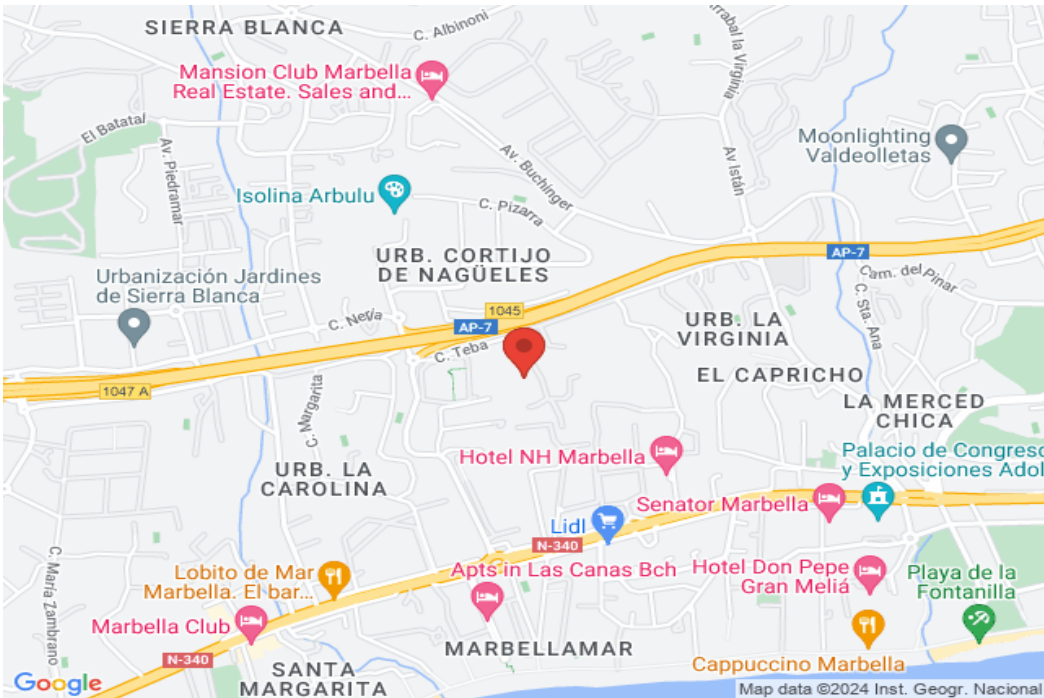 SIERRA BLANCA
C. Albinoni
Arrabal la Virginia
Mansion Club Marbella
Real Estate. Sales and...
El Batatal
Av. Piedramar
Av. Buchinger
Av Istán
Moonlighting
Valdeolletas
Isolina Arbulu
C. Pizarra
URB. CORTIJO
DE NAGÜELES
AP-7
Cam. del Pinar
C. Sta. Ana
Urbanización Jardines
de Sierra Blanca
C. Netía
1045
AP-7
C. Teba
URB. LA
VIRGINIA
1047 A
C. Margarita
EL CAPRICHO
LA MERCED
CHICA
URB. LA
CAROLINA
Hotel NH Marbella
Palacio de Congreso
y Exposiciones Adol
Senator Marbella
Lidl
N-340
C. María Zambrano
Lobito de Mar
Marbella. El bar...
Apts in Las Canas Bch
Hotel Don Pepe
Gran Meliá
Playa de la
Fontanilla
Marbella Club
MARBELLAMAR
Cappuccino Marbella
N-340
SANTA
MARGARITA
Google
Map data ©2024 Inst. Geogr. Nacional